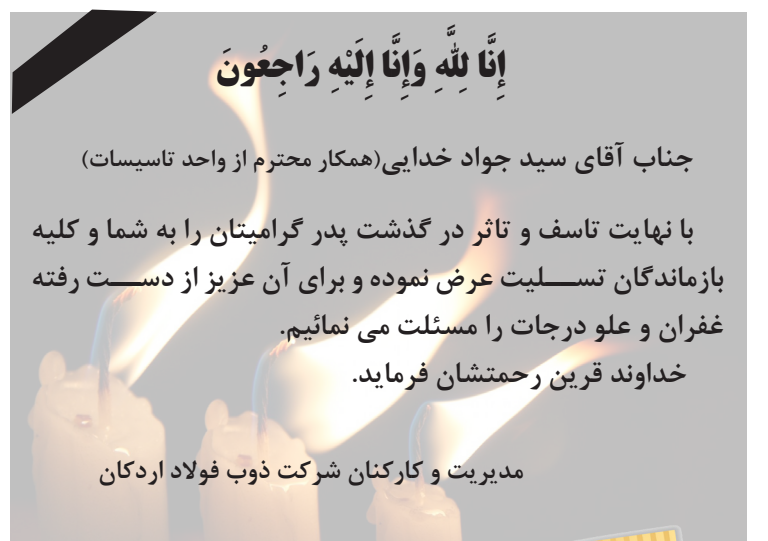 إِنَّا لِلَّهِ وَإِنَّا إِلَيْهِ رَاجِعُونَ
جناب آقای سید جواد خدایی(همکار محترم از واحد تاسیسات)
با نهایت تاسف و تاثر در گذشت پدر گرامیتان را به شما و کلیه
بازماندگان تســـلیت عرض نموده و برای آن عزیز از دســـت رفته
غفران و علو درجات را مسئلت می نمائیم.
خداوند قرین رحمتشان فرماید.
مدیریت و کارکنان شرکت ذوب فولاد اردکان